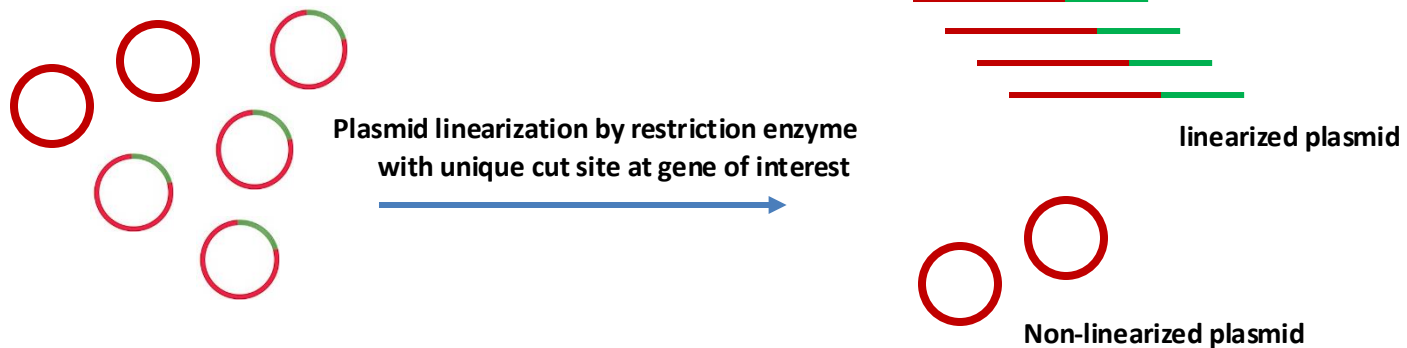 Plasmid linearization by restriction enzyme
with unique cut site at gene of interest
linearized plasmid
Non-linearized plasmid